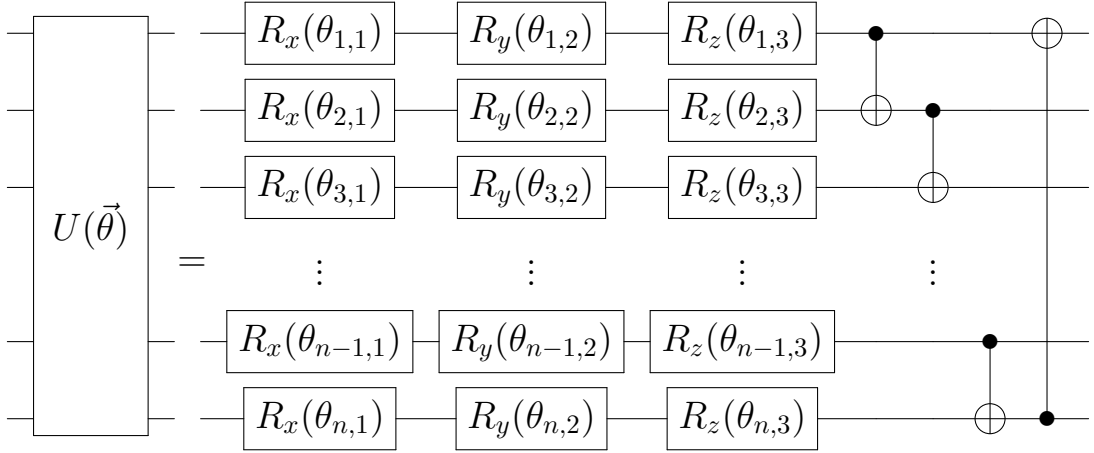 R_x(θ_{1,1}) R_y(θ_{1,2}) R_z(θ_{1,3})
R_x(θ_{2,1}) R_y(θ_{2,2}) R_z(θ_{2,3})
R_x(θ_{3,1}) R_y(θ_{3,2}) R_z(θ_{3,3})
U(\vec{θ}) = ⋮ ⋮ ⋮ ⋮
R_x(θ_{n−1,1}) R_y(θ_{n−1,2}) R_z(θ_{n−1,3})
R_x(θ_{n,1}) R_y(θ_{n,2}) R_z(θ_{n,3})